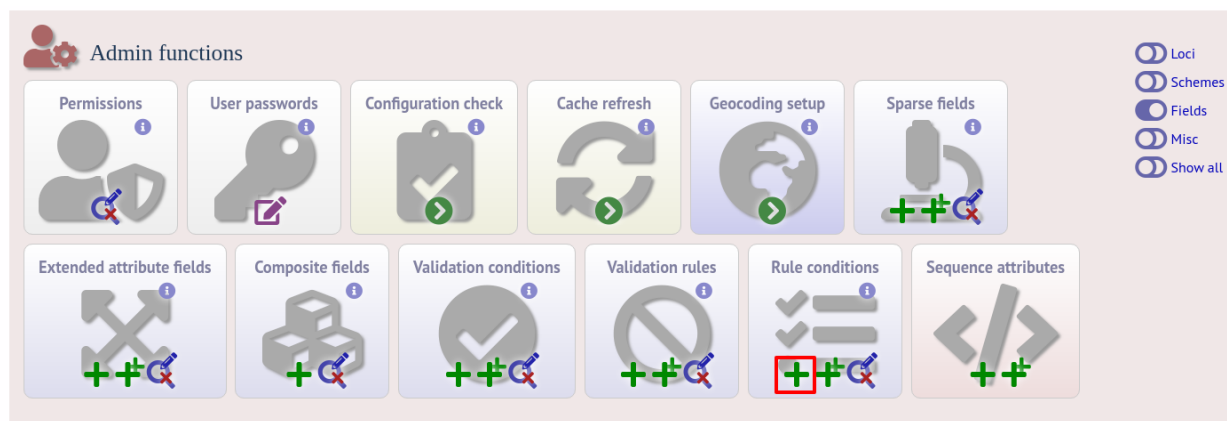 Admin functions
Loci
Schemes
Fields
Misc
Show all
Permissions
User passwords
Configuration check
Cache refresh
Geocoding setup
Sparse fields
Extended attribute fields
Composite fields
Validation conditions
Validation rules
Rule conditions
Sequence attributes